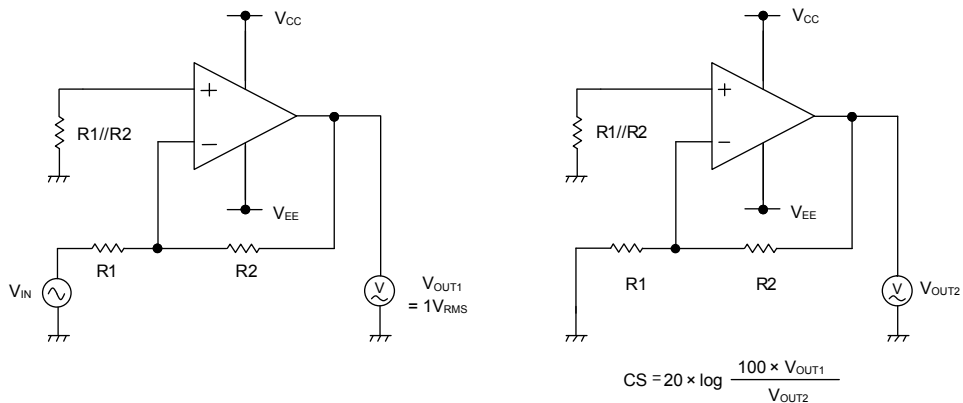 VCC
+
R1//R2
−
VEE
R1
R2
VIN
V
VOUT1
= 1VRMS
VCC
+
R1//R2
−
VEE
R1
R2
V
VOUT2
CS = 20 × log 100 × VOUT1 / VOUT2